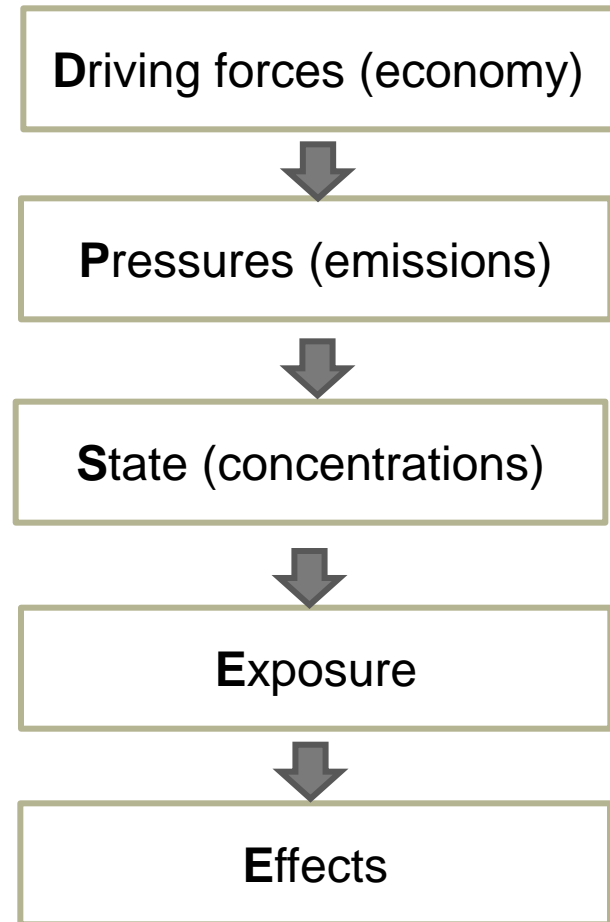 Driving forces (economy)
Pressures (emissions)
State (concentrations)
Exposure
Effects